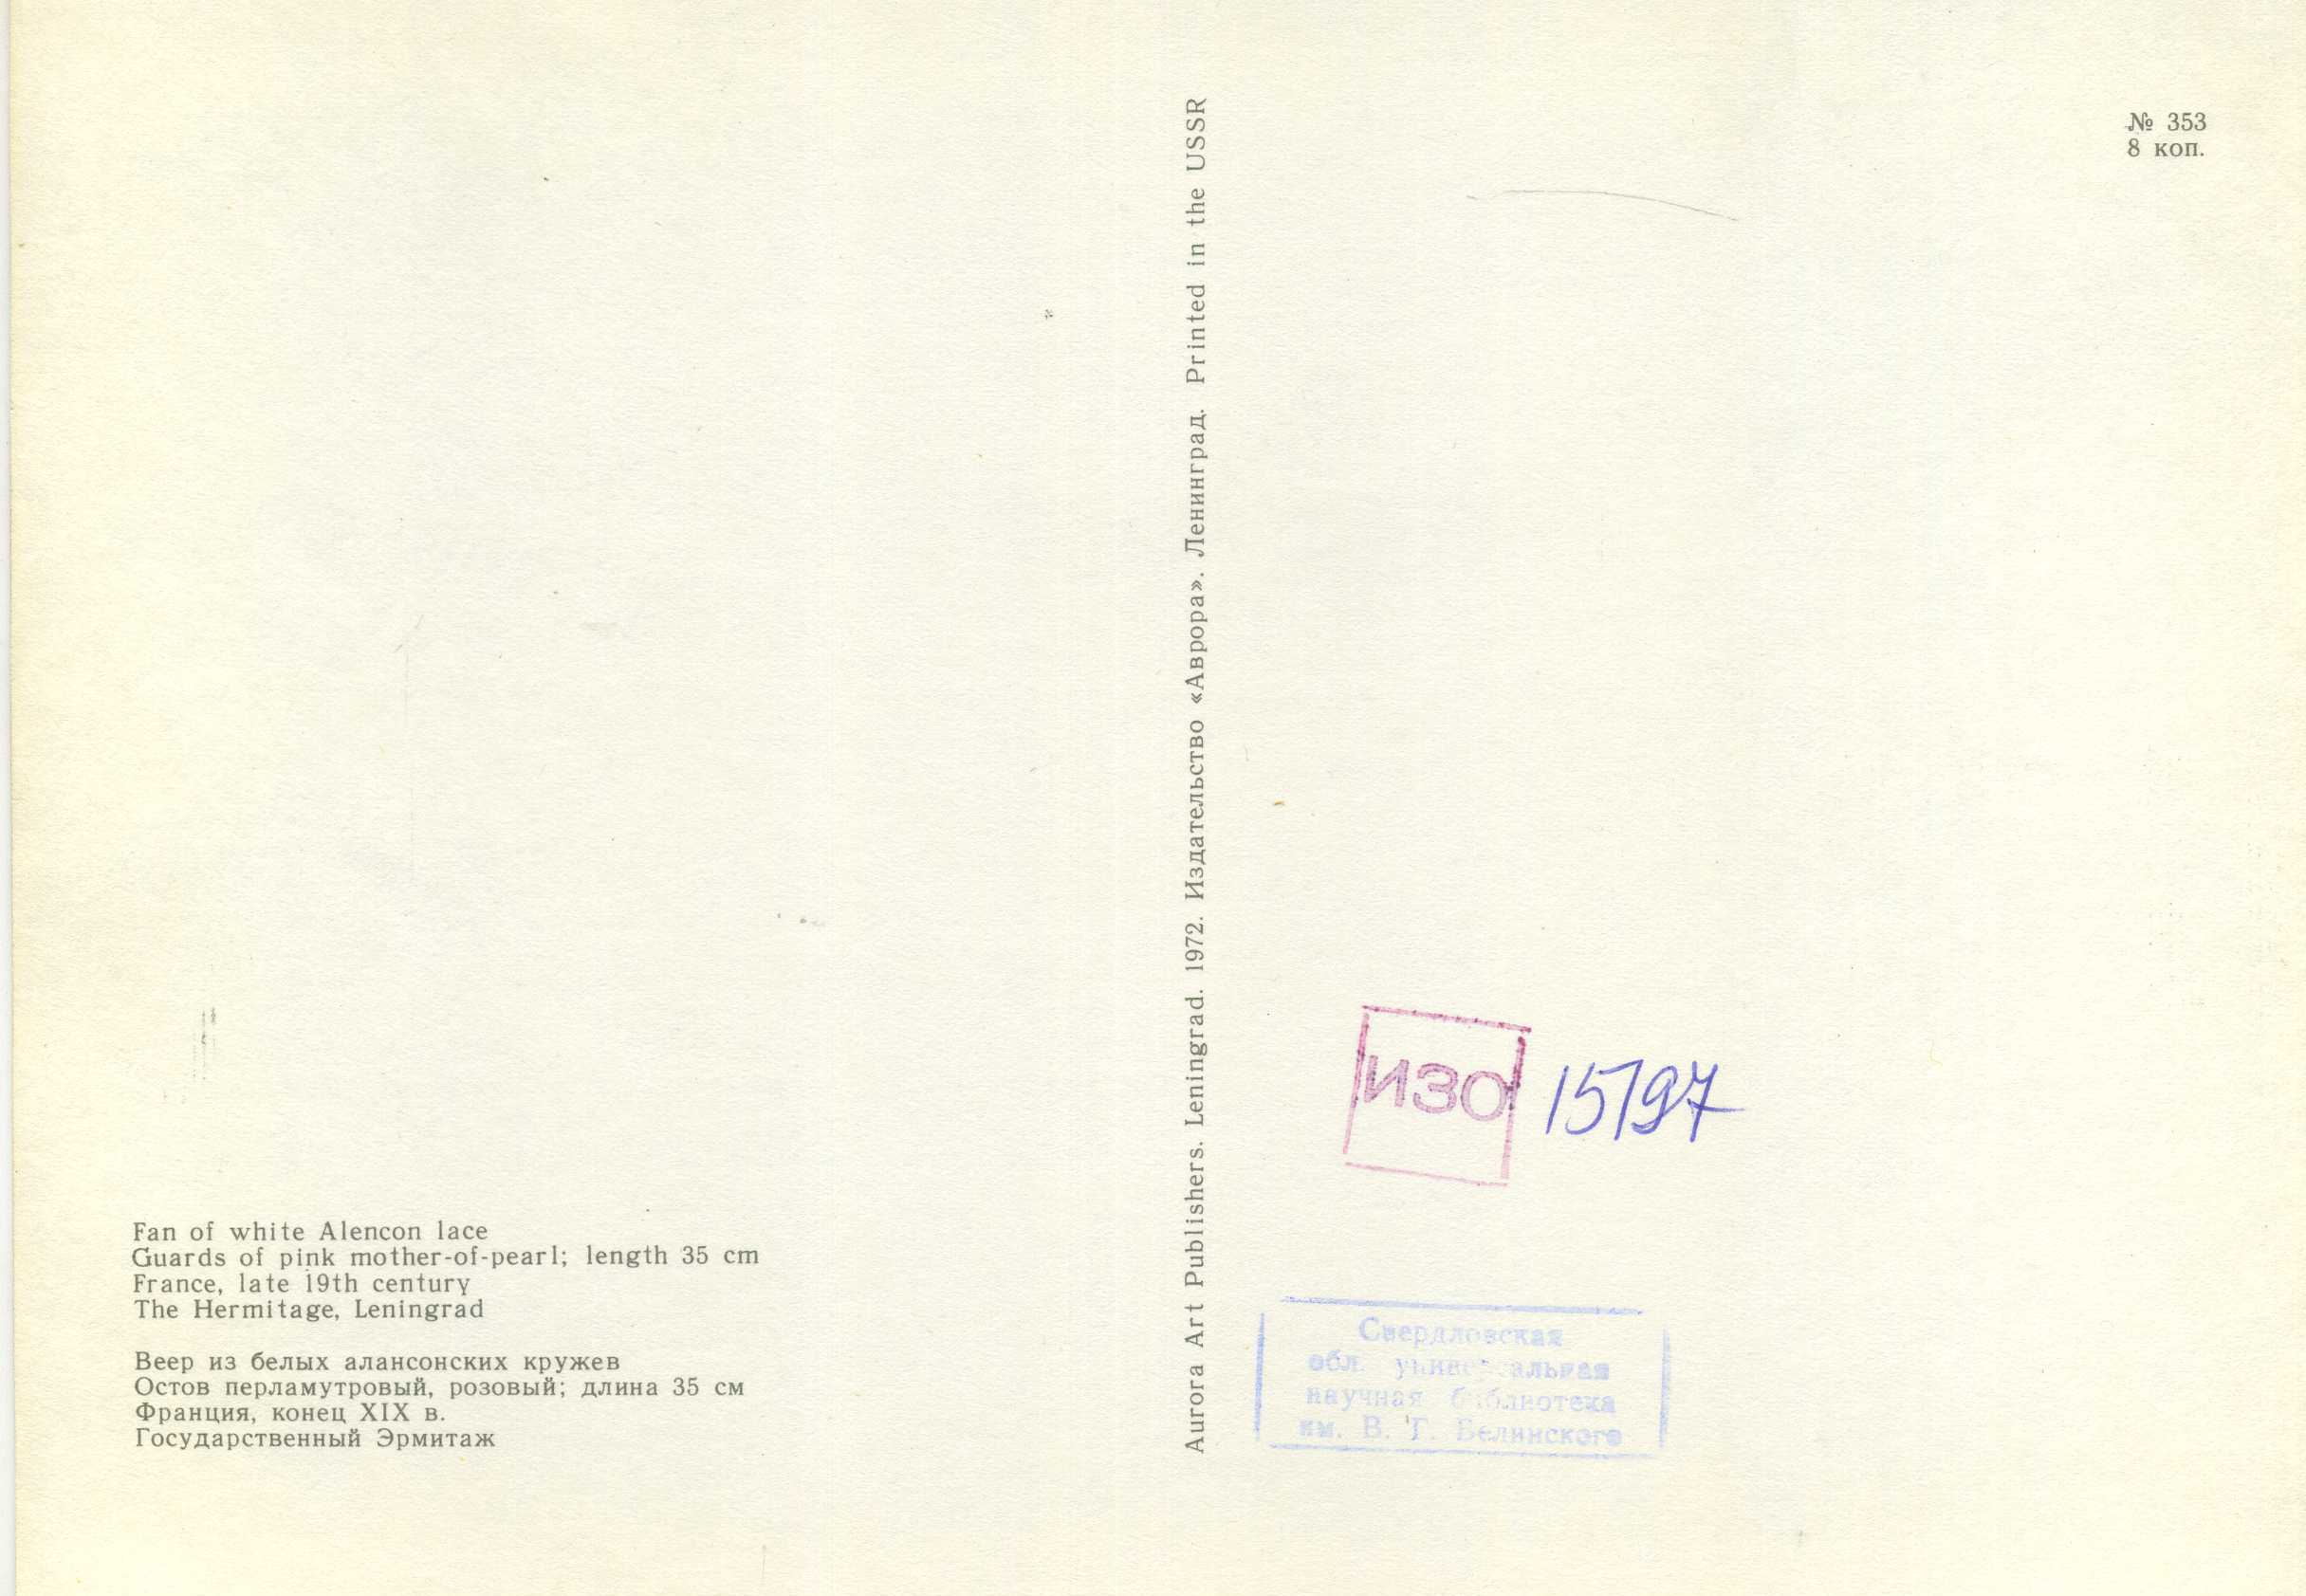 № 353
8 коп.
Aurora Art Publishers. Leningrad. 1972. Издательство «Аврора». Ленинград. Printed in the USSR
ИЗО 15197
Fan of white Alencon lace
Guards of pink mother-of-pearl; length 35 cm
France, late 19th century
The Hermitage, Leningrad
Веер из белых алансонских кружев
Остов перламутровый, розовый; длина 35 см
Франция, конец XIX в.
Государственный Эрмитаж
Свердловская
обл. универсальная
научная библиотека
им. В. Г. Белинского